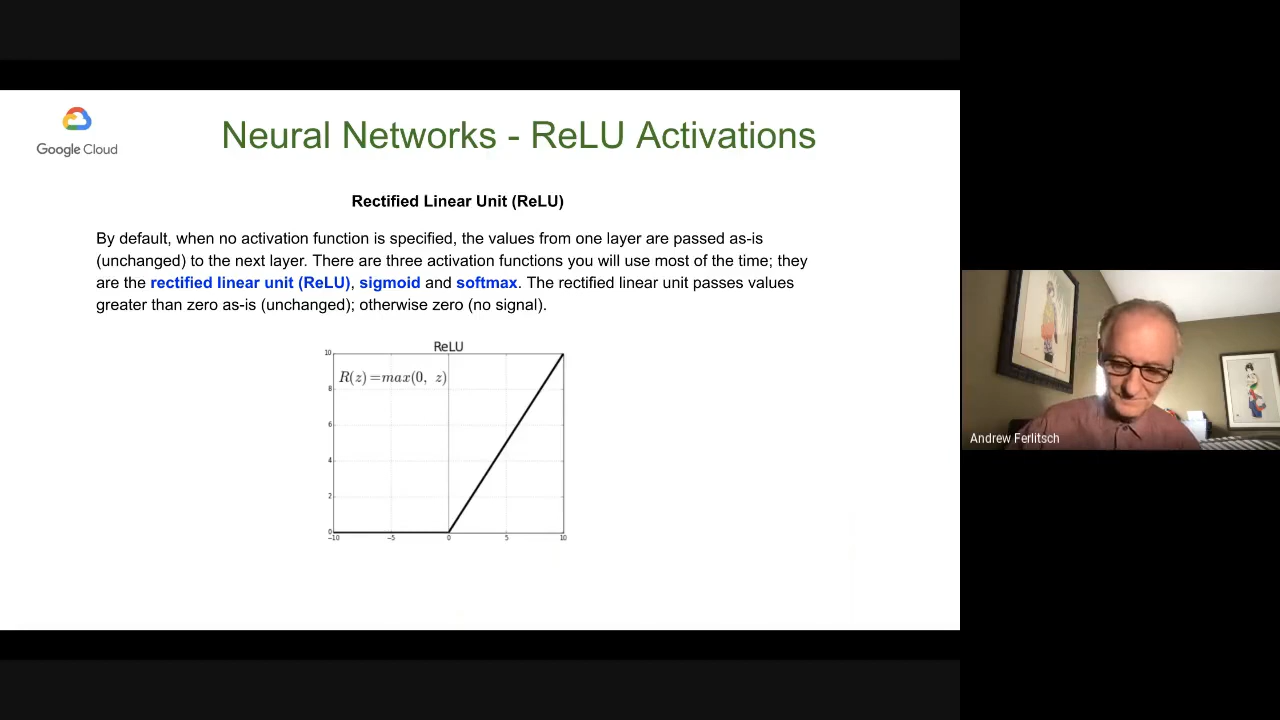 Google Cloud
Neural Networks - ReLU Activations
Rectified Linear Unit (ReLU)
By default, when no activation function is specified, the values from one layer are passed as-is
(unchanged) to the next layer. There are three activation functions you will use most of the time; they
are the rectified linear unit (ReLU), sigmoid and softmax. The rectified linear unit passes values
greater than zero as-is (unchanged); otherwise zero (no signal).
ReLU
R(z) =max(0, z)
10
8
6
4
2
0
−10 −5 0 5 10
Andrew Ferlitsch